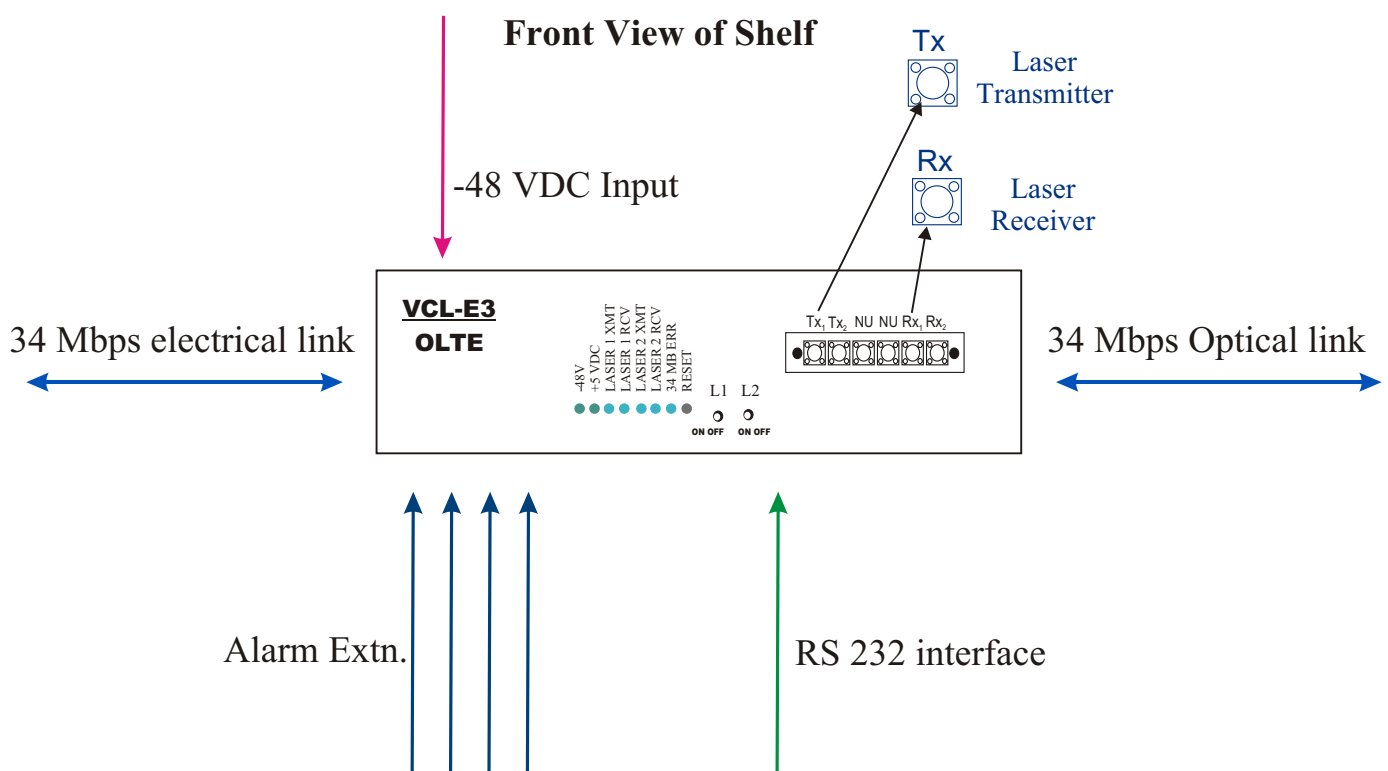 Front View of Shelf
Tx
Laser
Transmitter
Rx
Laser
Receiver
-48 VDC Input
VCL-E3
OLTE
34 Mbps electrical link
34 Mbps Optical link
-48V
+5 VDC
LASER 1 XMT
LASER 1 RCV
LASER 2 XMT
LASER 2 RCV
34 MB ERR
RESET
L1 L2
ON OFF ON OFF
Tx1 Tx2 NU NU Rx1 Rx2
Alarm Extn.
RS 232 interface